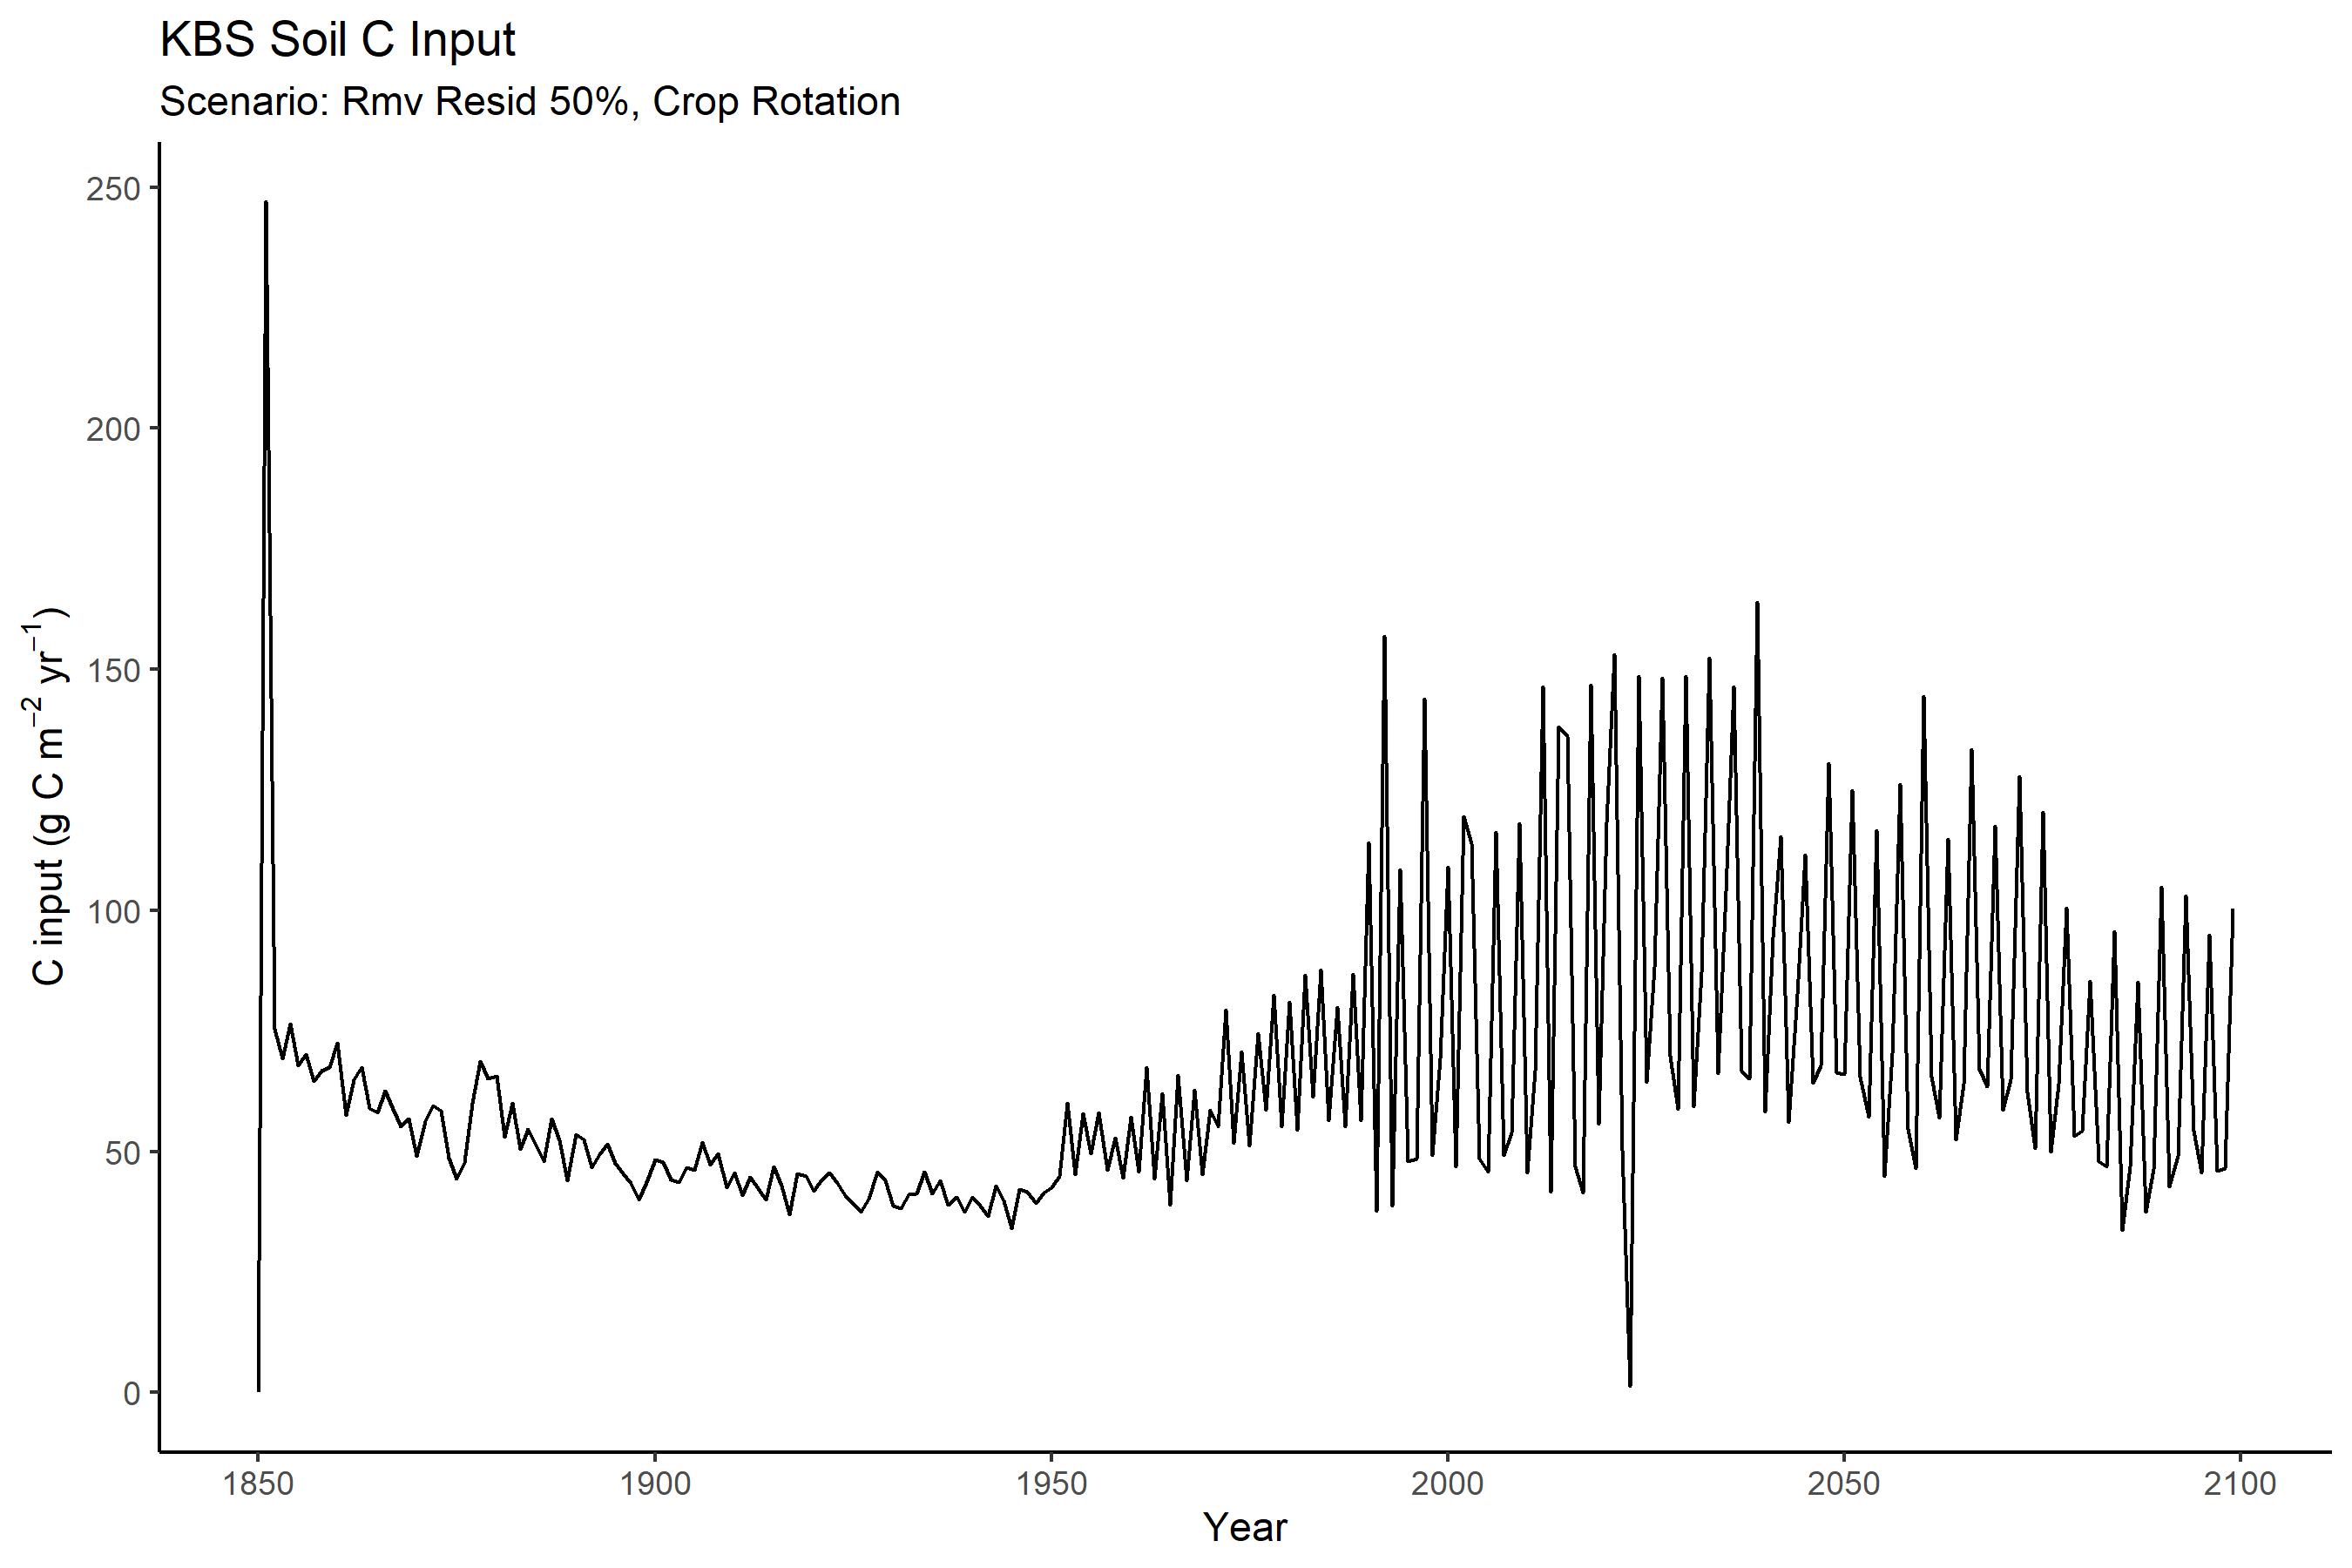 KBS Soil C Input
Scenario: Rmv Resid 50%, Crop Rotation
250
200
150
100
50
0
C input (g C m⁻² yr⁻¹)
1850 1900 1950 2000 2050 2100
Year